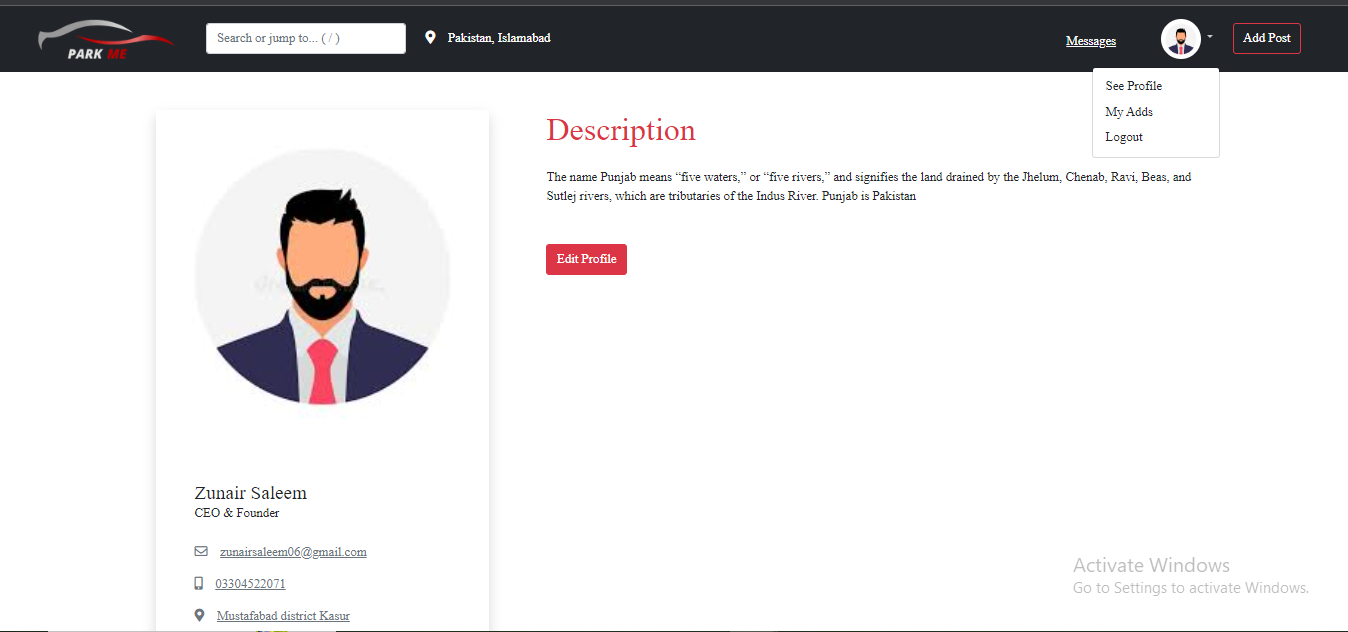 PARK ME
Search or jump to... ( / )
Pakistan, Islamabad
Messages
Add Post
See Profile
My Adds
Logout
Description
The name Punjab means “five waters,” or “five rivers,” and signifies the land drained by the Jhelum, Chenab, Ravi, Beas, and
Sutlej rivers, which are tributaries of the Indus River. Punjab is Pakistan
Edit Profile
Zunair Saleem
CEO & Founder
zunairsaleem06@gmail.com
03304522071
Mustafabad district Kasur
Activate Windows
Go to Settings to activate Windows.